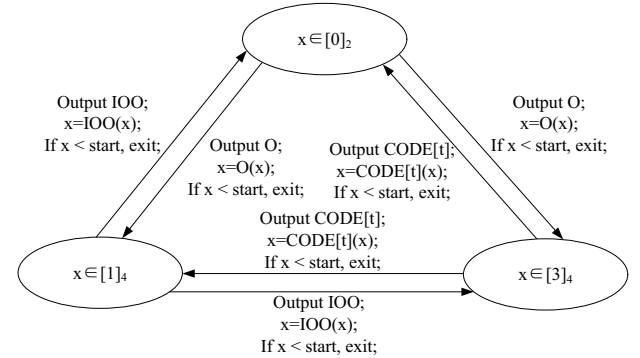 x∈[0]₂
Output IOO;
x=IOO(x);
If x < start, exit;
Output O;
x=O(x);
If x < start, exit;
Output CODE[t];
x=CODE[t](x);
If x < start, exit;
Output O;
x=O(x);
If x < start, exit;
Output CODE[t];
x=CODE[t](x);
If x < start, exit;
x∈[1]₄
x∈[3]₄
Output IOO;
x=IOO(x);
If x < start, exit;